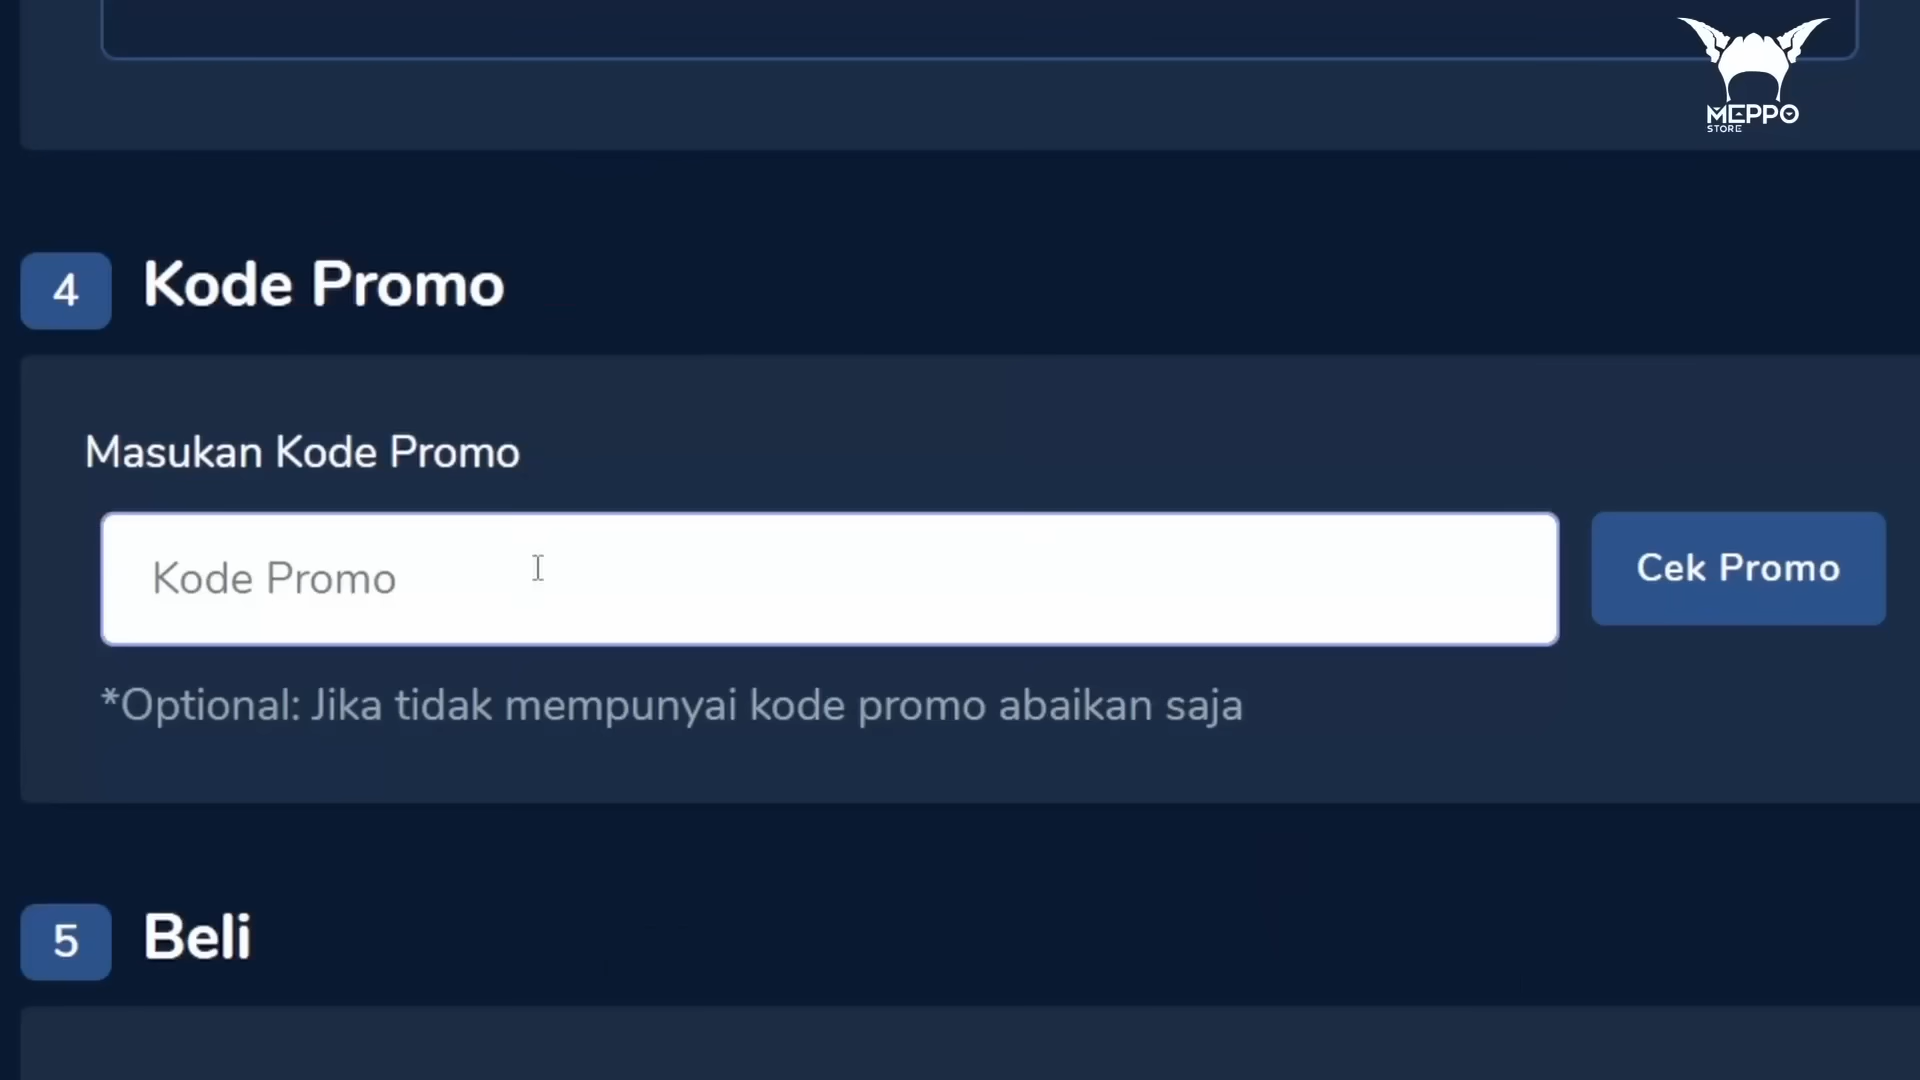 MEPPO
STORE
4 Kode Promo
Masukan Kode Promo
Kode Promo
Cek Promo
*Optional: Jika tidak mempunyai kode promo abaikan saja
5 Beli